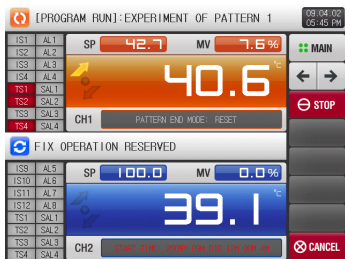 [PROGRAM RUN]:EXPERIMENT OF PATTERN 1
09.04.02
05:45 PM
IS1 AL1
IS2 AL2
IS3 AL3
IS4 AL4
TS1 SAL1
TS2 SAL2
TS3 SAL3
TS4 SAL4
SP 42.7 MV 7.6%
40.6 °C
CH1 PATTERN END MODE: RESET
MAIN
STOP
FIX OPERATION RESERVED
IS9 AL5
IS10 AL6
IS11 AL7
IS12 AL8
TS1 SAL1
TS2 SAL2
TS3 SAL3
TS4 SAL4
SP 100.0 MV 0.0%
39.1 °C
CH2 START TIME:
CANCEL